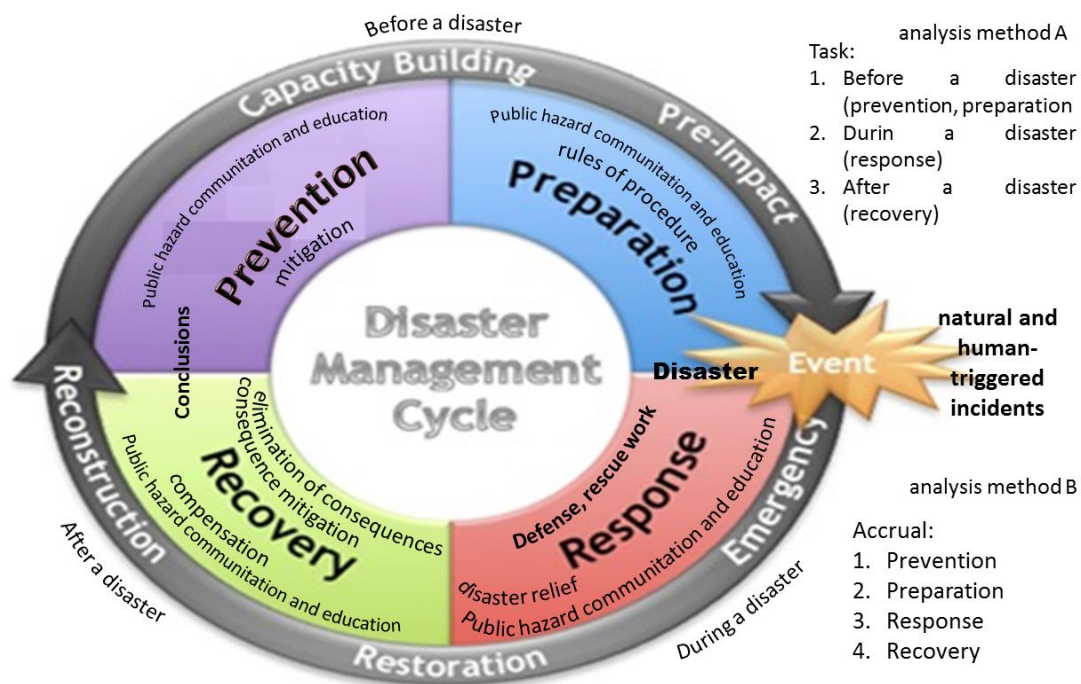 Before a disaster
Capacity Building
Pre-Impact
Public hazard communitation and education
Prevention
mitigation
Conclusions
Public hazard communitation and education
rules of procedure
Preparation
Disaster
Management
Cycle
Disaster
Event
natural and
human-
triggered
incidents
Reconstruction
elimination of consequences
consequence mitigation
Recovery
compensation
Public hazard communication and education
After a disaster
Defense, rescue work
Response
disaster relief
Public hazard communitation and education
Emergency
During a disaster
Restoration
analysis method A
Task:
1. Before a disaster
(prevention, preparation
2. Durin a disaster
(response)
3. After a disaster
(recovery)
analysis method B
Accrual:
1. Prevention
2. Preparation
3. Response
4. Recovery